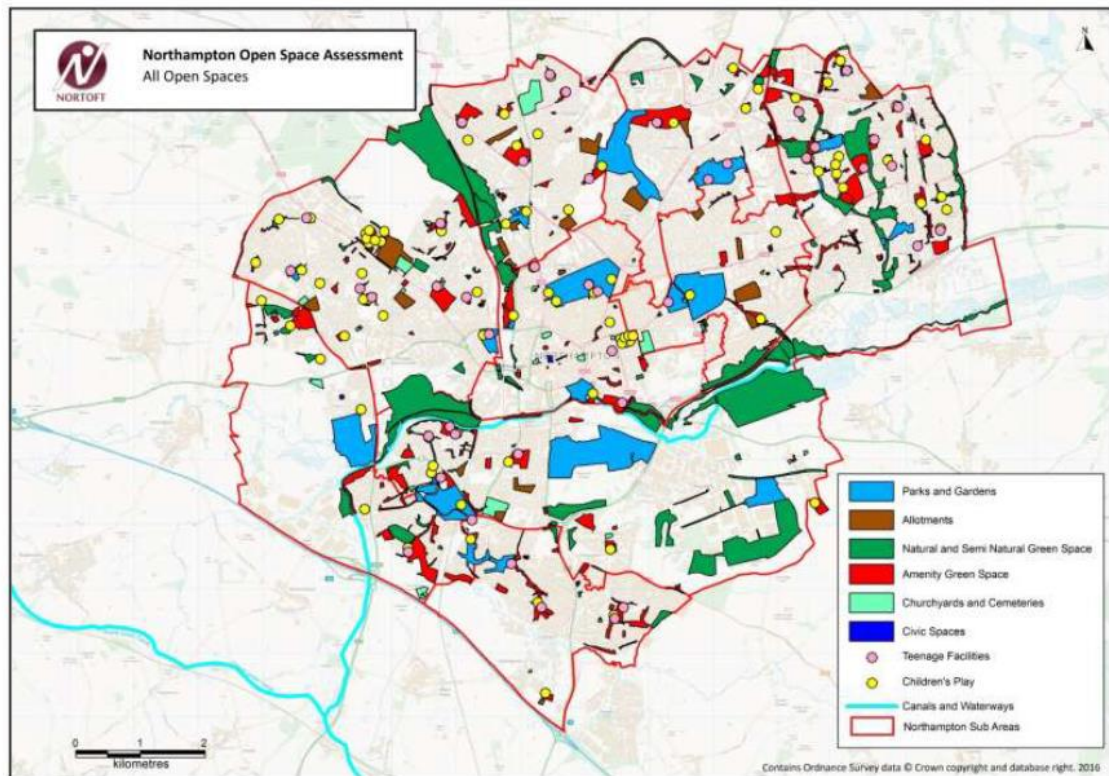 Northampton Open Space Assessment
All Open Spaces
NORTOFT
N
Parks and Gardens
Allotments
Natural and Semi Natural Green Space
Amenity Green Space
Churchyards and Cemeteries
Civic Spaces
Teenage Facilities
Children's Play
Canals and Waterways
Northampton Sub Areas
0 1 2
kilometres
Contains Ordnance Survey data © Crown copyright and database right. 2016